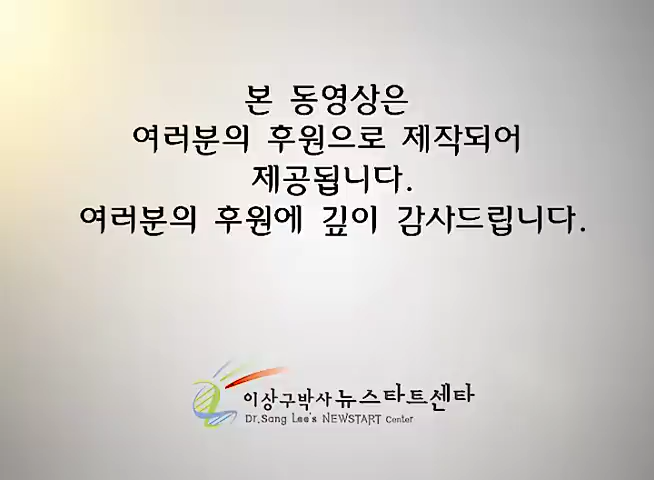 본 동영상은
여러분의 후원으로 제작되어
제공됩니다.
여러분의 후원에 깊이 감사드립니다.
이상구박사 뉴스타트센타
Dr.Sang Lee's NEWSTART Center